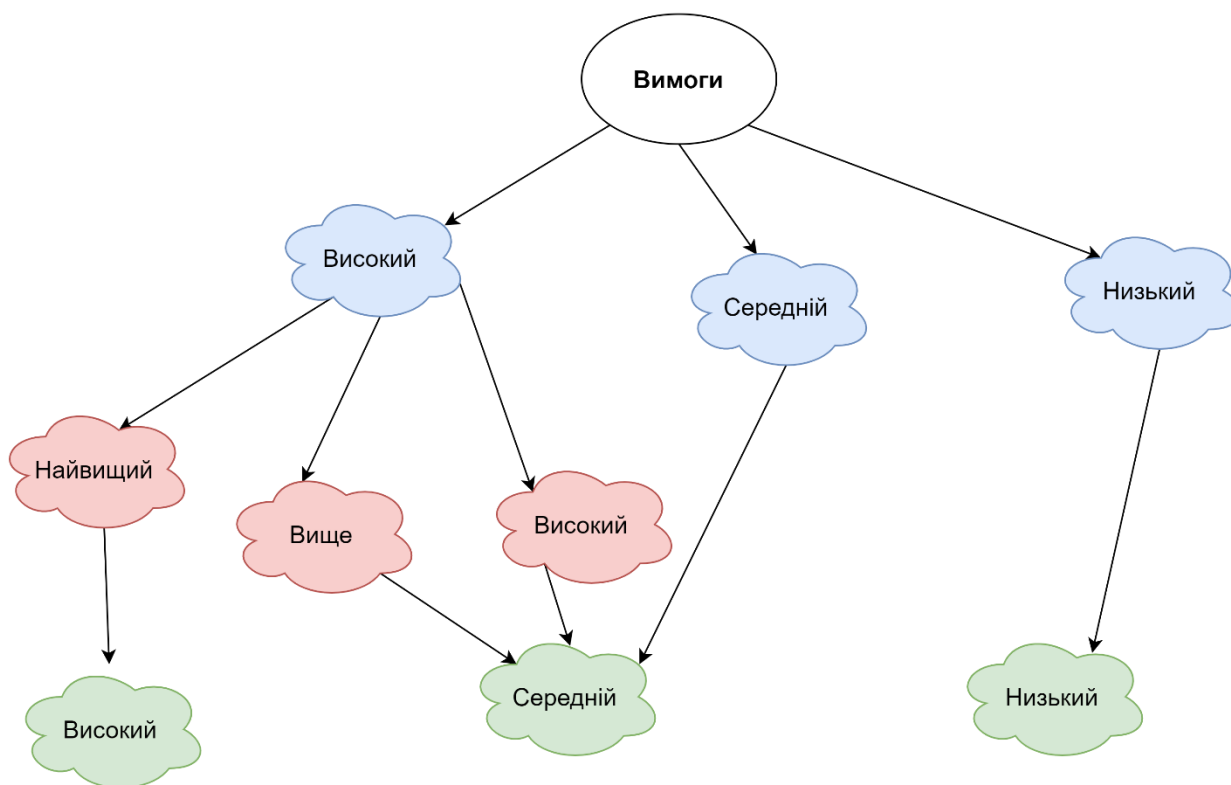 Вимоги
Високий
Середній
Низький
Найвищий
Вище
Високий
Високий
Середній
Низький